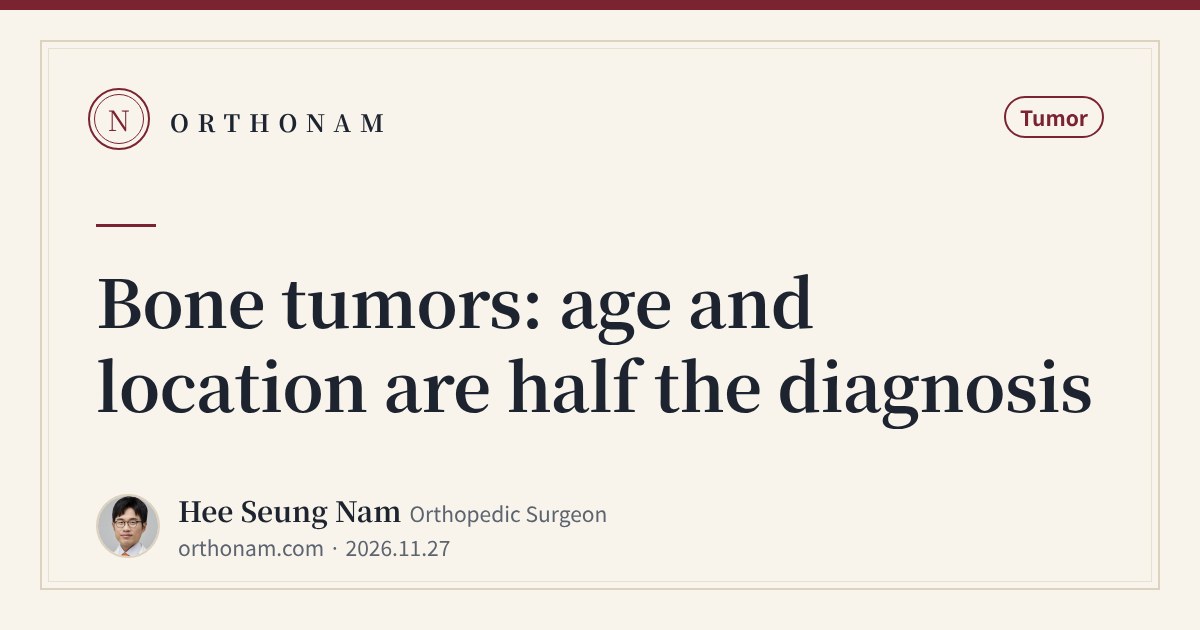 N ORTHONAM
Tumor
Bone tumors: age and
location are half the diagnosis
Hee Seung Nam Orthopedic Surgeon
orthonam.com · 2026.11.27